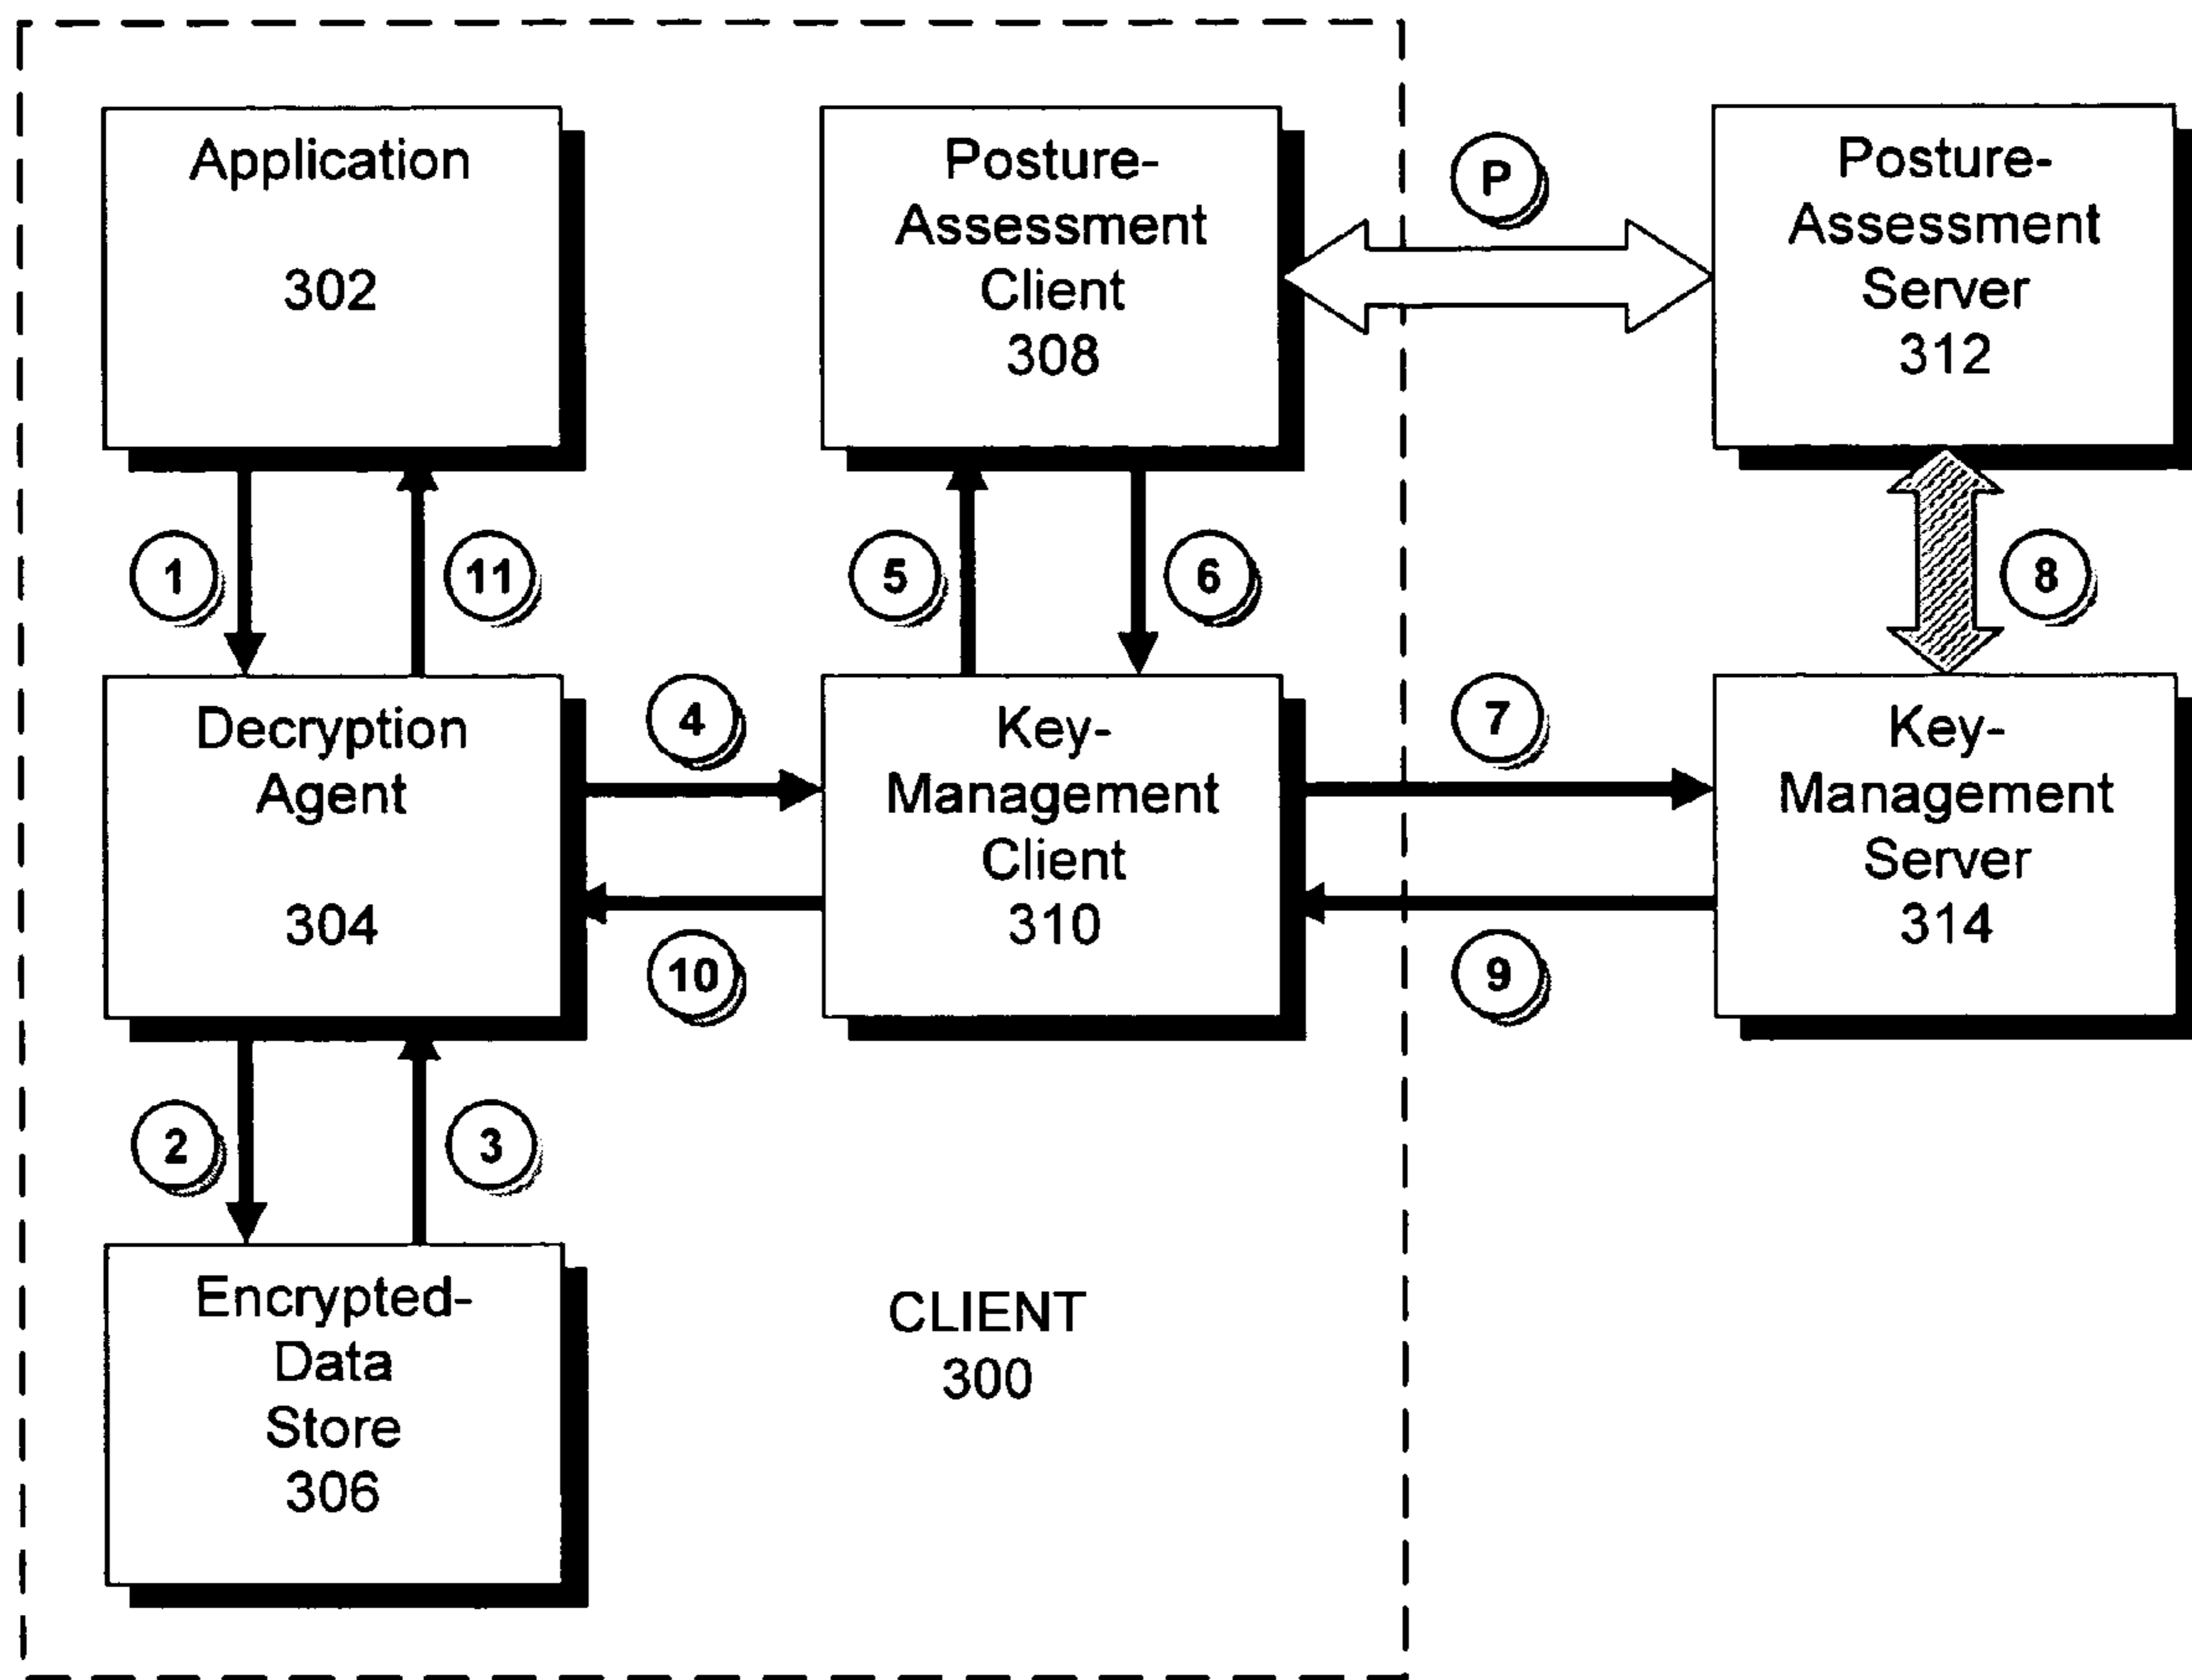 Application
302
Posture-
Assessment
Client
308
P
Posture-
Assessment
Server
312
1
11
5
6
8
Decryption
Agent
304
4
10
Key-
Management
Client
310
7
9
Key-
Management
Server
314
2
3
Encrypted-
Data
Store
306
CLIENT
300